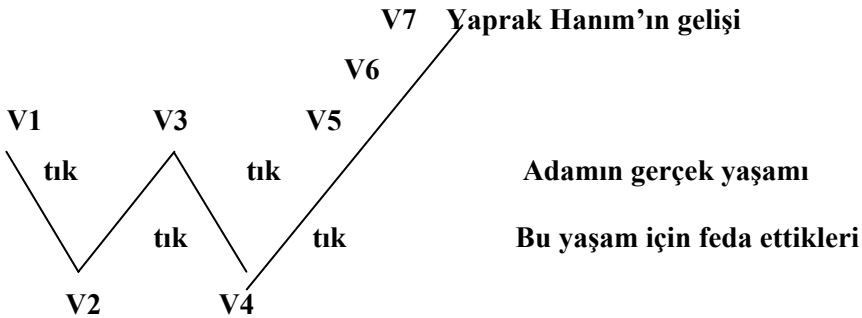 V7 Yaprak Hanım’ın gelişi
V6
V1 V3 V5
tık tık Adamın gerçek yaşamı
tık tık Bu yaşam için feda ettikleri
V2 V4